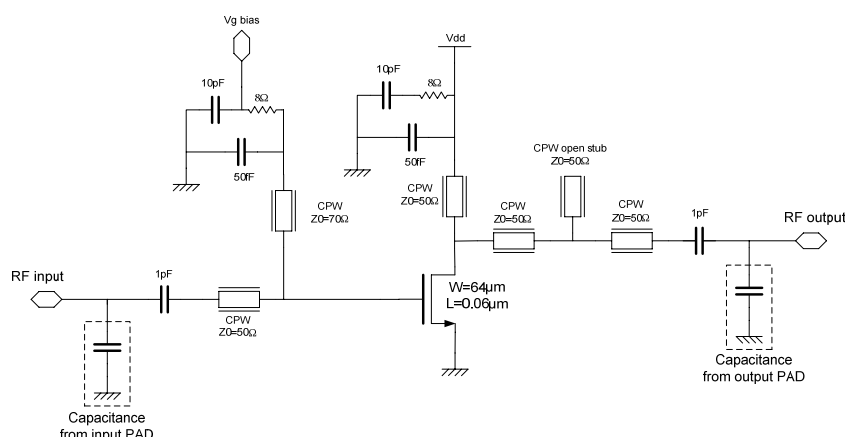 Vg bias
10pF
8Ω
50fF
CPW
Z0=70Ω
Vdd
10pF
8Ω
50fF
CPW
Z0=50Ω
CPW open stub
Z0=50Ω
CPW
Z0=50Ω
CPW
Z0=50Ω
1pF
RF output
RF input
1pF
CPW
Z0=50Ω
W=64µm
L=0.06µm
Capacitance
from output PAD
Capacitance
from input PAD